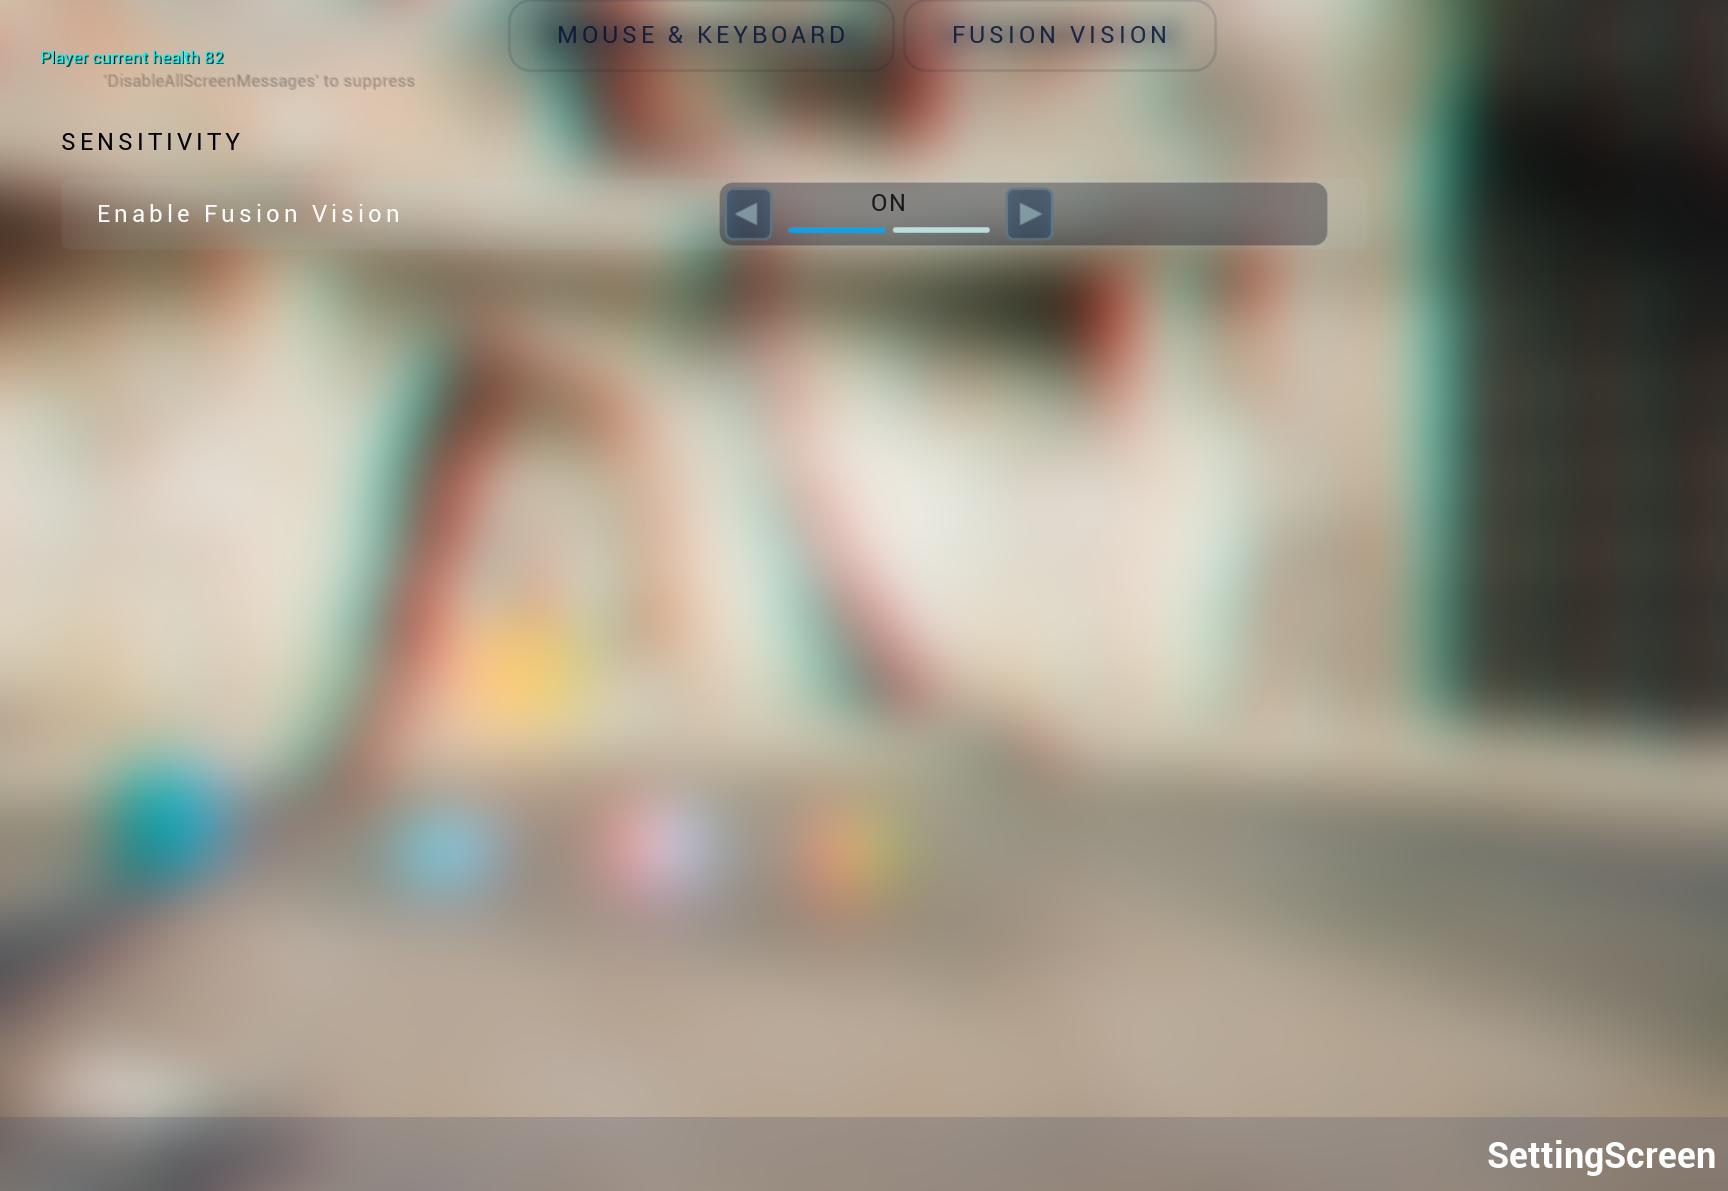 MOUSE & KEYBOARD
FUSION VISION
Player current health 82
'DisableAllScreenMessages' to suppress
SENSITIVITY
Enable Fusion Vision
ON
SettingScreen